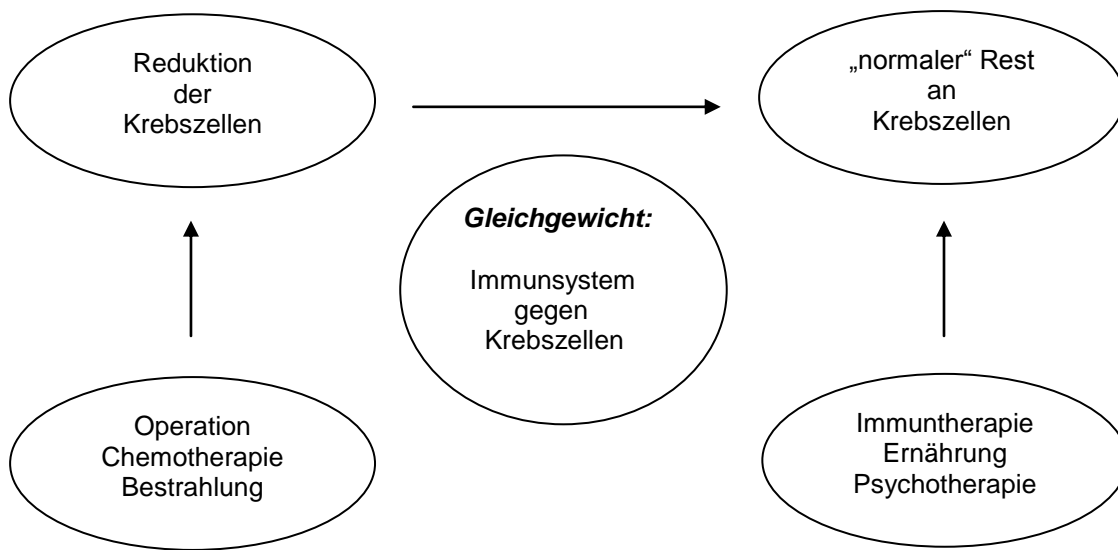 Reduktion
der
Krebszellen
„normaler“ Rest
an
Krebszellen
Gleichgewicht:
Immunsystem
gegen
Krebszellen
Operation
Chemotherapie
Bestrahlung
Immuntherapie
Ernährung
Psychotherapie